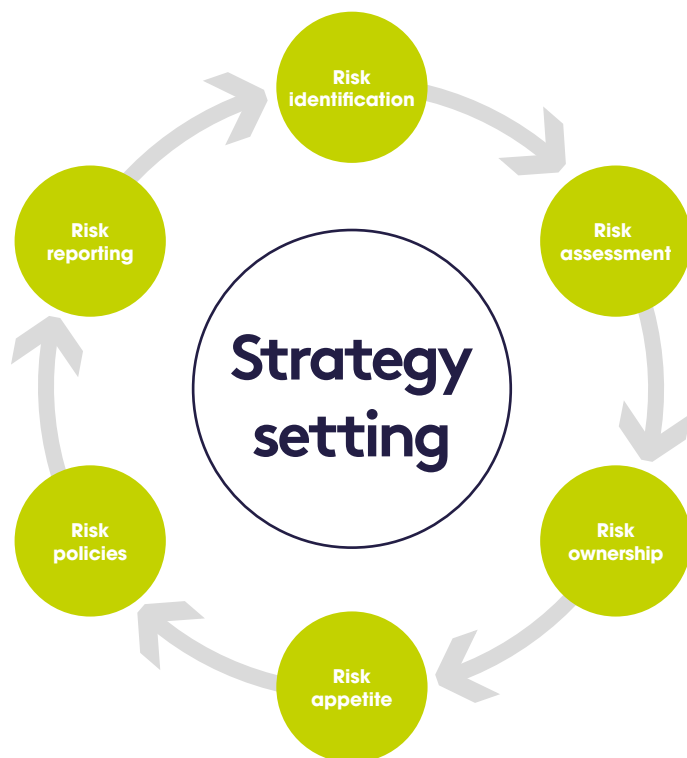 Risk
identification
Risk
assessment
Risk
ownership
Risk
appetite
Risk
policies
Risk
reporting
Strategy
setting